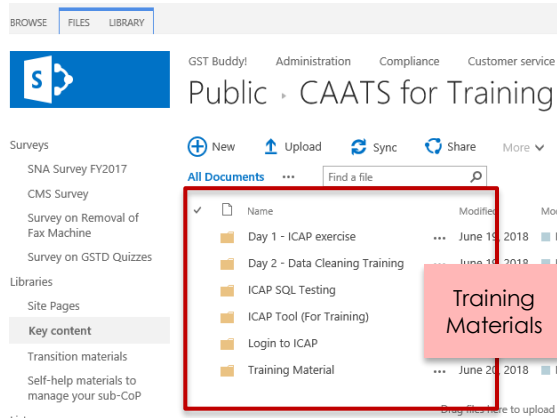 BROWSE FILES LIBRARY
S
GST Buddy! Administration Compliance Customer service
Public ▸ CAATS for Training
Surveys
SNA Survey FY2017
CMS Survey
Survey on Removal of
Fax Machine
Survey on GSTD Quizzes
Libraries
Site Pages
Key content
Transition materials
Self-help materials to
manage your sub-CoP
New Upload Sync Share More
All Documents ••• Find a file
Name Modified
Day 1 - ICAP exercise ••• June 19, 2018
Day 2 - Data Cleaning Training ••• June 19, 2018
ICAP SQL Testing
ICAP Tool (For Training)
Login to ICAP
Training Material ••• June 20, 2018
Training
Materials
Drag files here to upload